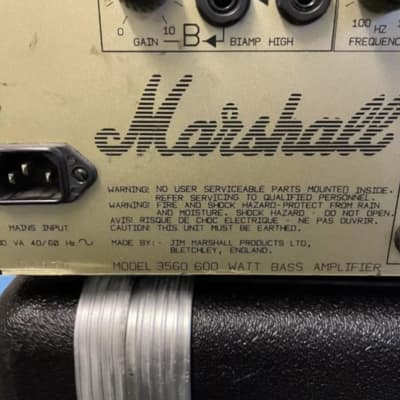 100 HZ
0 GAIN 10 B BIAMP HIGH FREQUENCY
Marshall
WARNING: NO USER SERVICEABLE PARTS MOUNTED INSIDE.
REFER SERVICING TO QUALIFIED PERSONNEL.
WARNING: FIRE AND SHOCK HAZARD-PROTECT FROM RAIN
AND MOISTURE. SHOCK HAZARD - DO NOT OPEN.
AVIS: RISQUE DE CHOC ELECTRIQUE - NE PAS OUVRIR.
CAUTION: THIS UNIT MUST BE EARTHED.
MAINS INPUT
VA 40/60 Hz
MADE BY:- JIM MARSHALL PRODUCTS LTD,
BLETCHLEY, ENGLAND.
MODEL 3560 600 WATT BASS AMPLIFIER